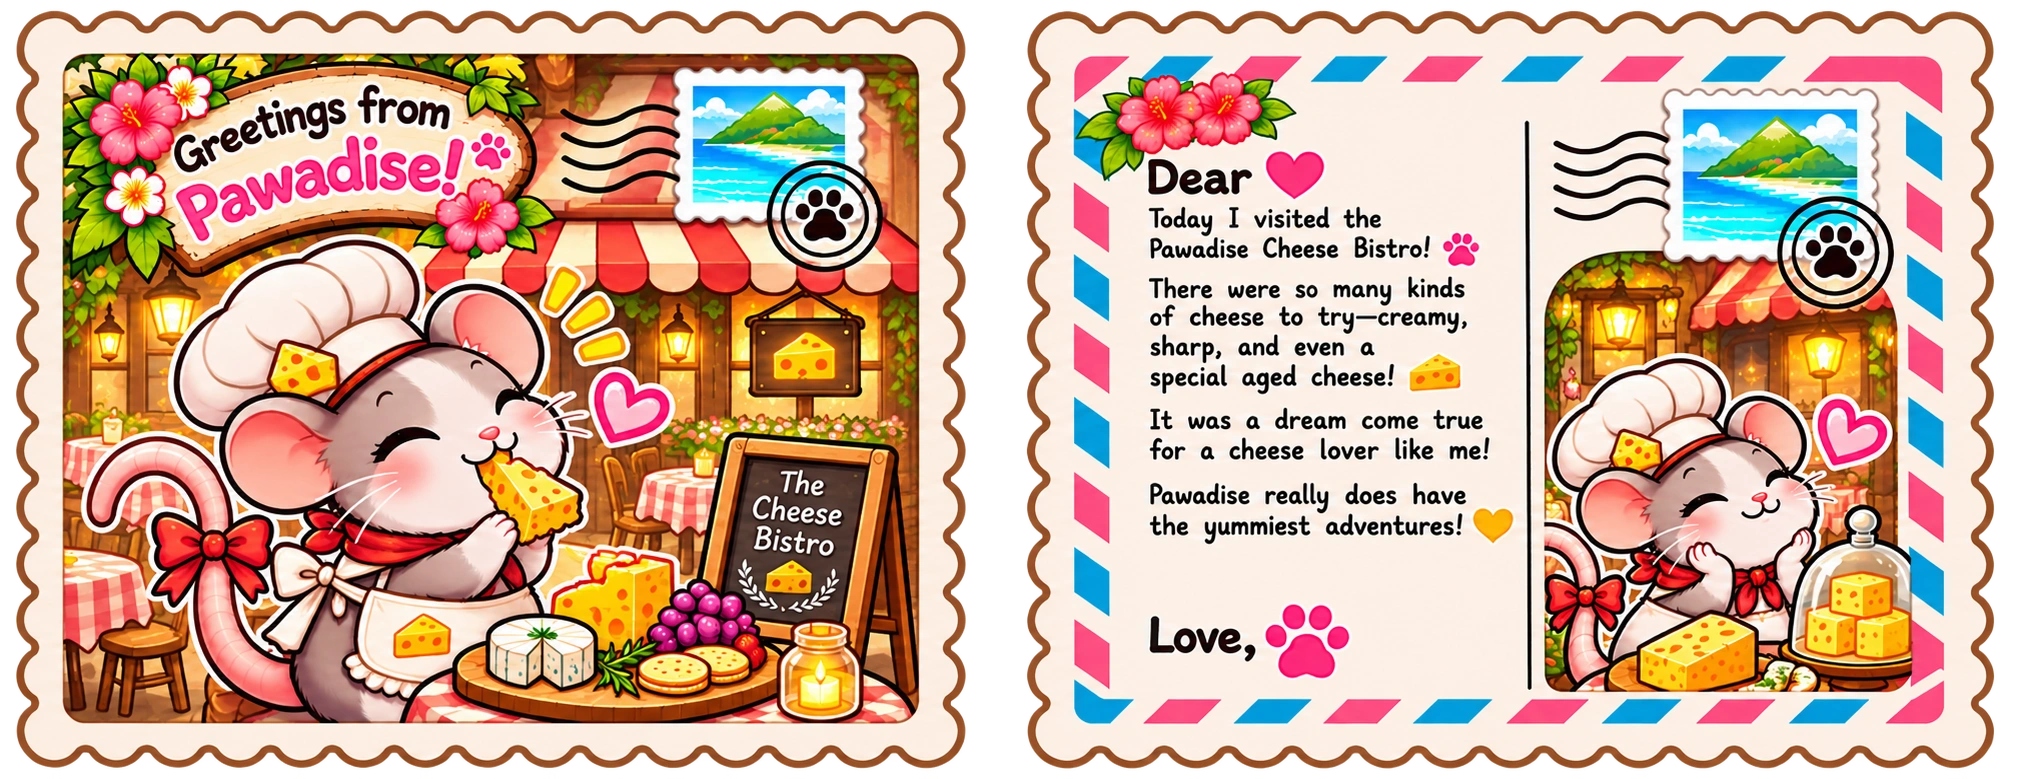 Greetings from
Pawadise!
The
Cheese
Bistro
Dear
Today I visited the
Pawadise Cheese Bistro!
There were so many kinds
of cheese to try—creamy,
sharp, and even a
special aged cheese!
It was a dream come true
for a cheese lover like me!
Pawadise really does have
the yummiest adventures!
Love,